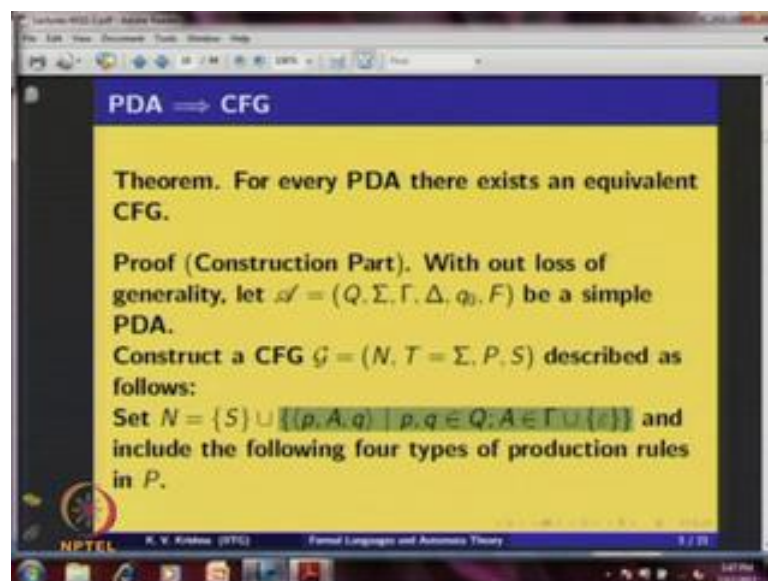 PDA ⟹ CFG
Theorem. For every PDA there exists an equivalent
CFG.
Proof (Construction Part). With out loss of
generality, let 𝒜 = (Q, Σ, Γ, Δ, q₀, F) be a simple
PDA.
Construct a CFG 𝒢 = (N, T = Σ, P, S) described as
follows:
Set N = {S} ∪ {⟨p, A, q⟩ | p, q ∈ Q; A ∈ Γ ∪ {ε}} and
include the following four types of production rules
in P.
NPTEL
K. V. Krishna (IITG) Formal Languages and Automata Theory